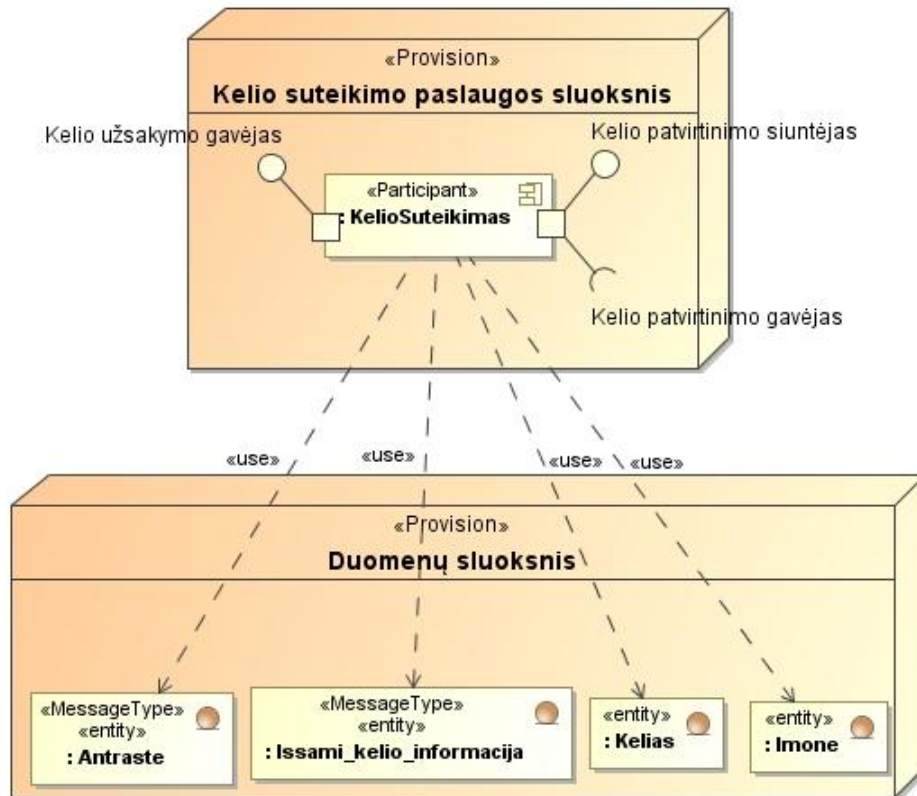 «Provision»
Kelio suteikimo paslaugos sluoksnis
Kelio užsakymo gavėjas
Kelio patvirtinimo siuntėjas
«Participant»
: KelioSuteikimas
Kelio patvirtinimo gavėjas
«use»
«use»
«use»
«use»
«Provision»
Duomenų sluoksnis
«MessageType»
«entity»
: Antraste
«MessageType»
«entity»
: Issami_kelio_informacija
«entity»
: Kelias
«entity»
: Imone